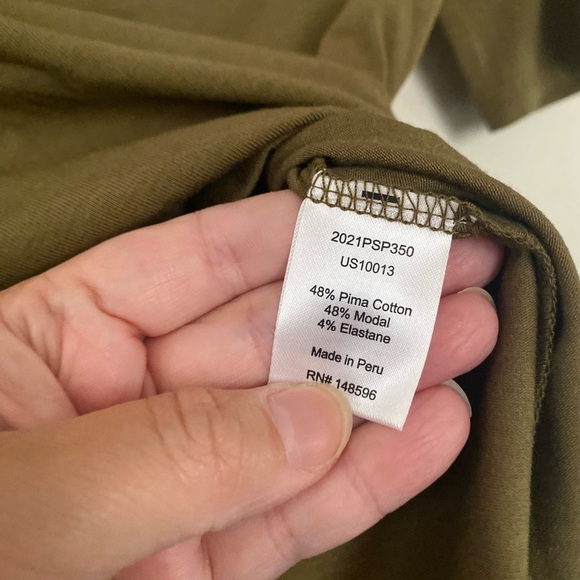 2021PSP350
US10013
48% Pima Cotton
48% Modal
4% Elastane
Made in Peru
RN# 148596